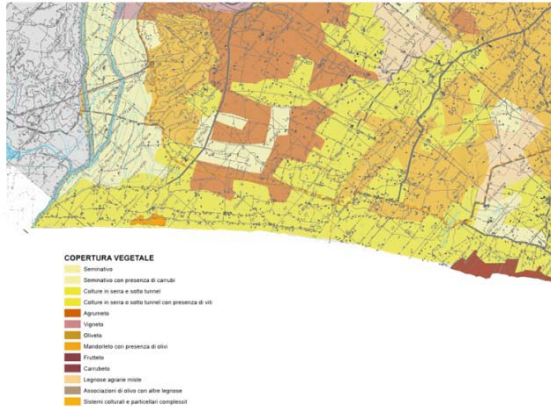 COPERTURA VEGETALE
Seminativo
Seminativo con presenza di carrubi
Colture in serra e sotto tunnel
Colture in serra o sotto tunnel con presenza di viti
Agrumeto
Vigneto
Oliveto
Mandorleto con presenza di olivi
Frutteto
Carrubeto
Legnose agrarie miste
Associazioni di olivo con altre legnose
Sistemi colturali e particellari complessit